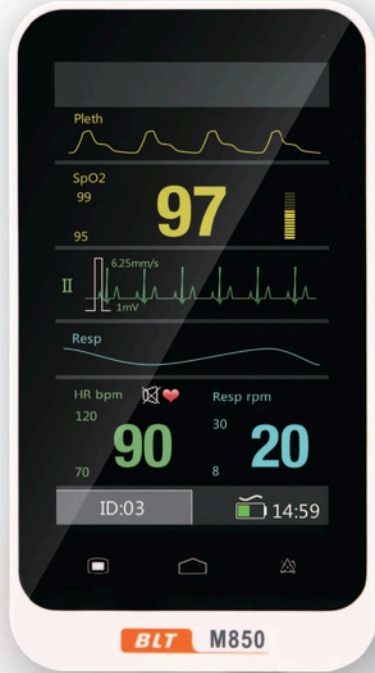 Pleth
SpO2
99
97
95
6.25mm/s
II
1mV
Resp
HR bpm
Resp rpm
120
90
70
30
20
8
ID:03
14:59
BLT M850